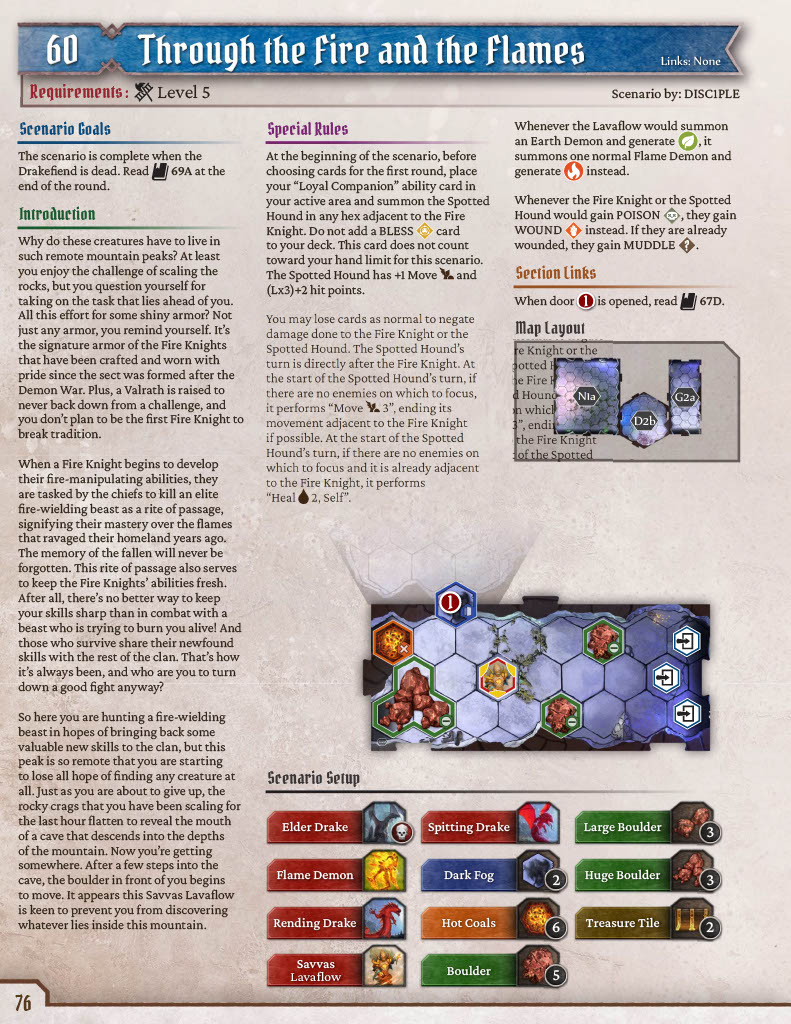 60
Through the Fire and the Flames
Links: None
Requirements: Level 5
Scenario by: DISC1PLE
Scenario Goals
The scenario is complete when the
Drakefiend is dead. Read 69A at the
end of the round.
Introduction
Why do these creatures have to live in
such remote mountain peaks? At least
you enjoy the challenge of scaling the
rocks, but you question yourself for
taking on the task that lies ahead of you.
All this effort for some shiny armor? Not
just any armor, you remind yourself. It's
the signature armor of the Fire Knights
that have been crafted and worn with
pride since the sect was formed after the
Demon War. Plus, a Valrath is raised to
never back down from a challenge, and
you don't plan to be the first Fire Knight to
break tradition.
When a Fire Knight begins to develop
their fire-manipulating abilities, they
are tasked by the chiefs to kill an elite
fire-wielding beast as a rite of passage,
signifying their mastery over the flames
that ravaged their homeland years ago.
The memory of the fallen will never be
forgotten. This rite of passage also serves
to keep the Fire Knights' abilities fresh.
After all, there's no better way to keep
your skills sharp than in combat with a
beast who is trying to burn you alive! And
those who survive share their newfound
skills with the rest of the clan. That's how
it's always been, and who are you to turn
down a good fight anyway?
So here you are hunting a fire-wielding
beast in hopes of bringing back some
valuable new skills to the clan, but this
peak is so remote that you are starting
to lose all hope of finding any creature at
all. Just as you are about to give up, the
rocky crags that you have been scaling for
the last hour flatten to reveal the mouth
of a cave that descends into the depths
of the mountain. Now you're getting
somewhere. After a few steps into the
cave, the boulder in front of you begins
to move. It appears this Savvas Lavaflow
is keen to prevent you from discovering
whatever lies inside this mountain.
Special Rules
At the beginning of the scenario, before
choosing cards for the first round, place
your "Loyal Companion" ability card in
your active area and summon the Spotted
Hound in any hex adjacent to the Fire
Knight. Do not add a BLESS card
to your deck. This card does not count
toward your hand limit for this scenario.
The Spotted Hound has +1 Move and
(Lx3)+2 hit points.
You may lose cards as normal to negate
damage done to the Fire Knight or the
Spotted Hound. The Spotted Hound's
turn is directly after the Fire Knight. At
the start of the Spotted Hound's turn, if
there are no enemies on which to focus,
it performs "Move 3", ending its
movement adjacent to the Fire Knight
if possible. At the start of the Spotted
Hound's turn, if there are no enemies on
which to focus and it is already adjacent
to the Fire Knight, it performs
"Heal 2, Self".
Whenever the Lavaflow would summon
an Earth Demon and generate , it
summons one normal Flame Demon and
generate instead.
Whenever the Fire Knight or the Spotted
Hound would gain POISON , they gain
WOUND instead. If they are already
wounded, they gain MUDDLE .
Section Links
When door 1 is opened, read 67D.
Map Layout
re Knight or the
potted H
he Fire K
d Houn
n which
3", endin
the Fire Knight
of the Spotted
N1a
D2b
G2a
1
Scenario Setup
Elder Drake
Spitting Drake
Large Boulder 3
Flame Demon
Dark Fog 2
Huge Boulder 3
Rending Drake
Hot Coals 6
Treasure Tile 2
Savvas
Lavaflow
Boulder 5
76